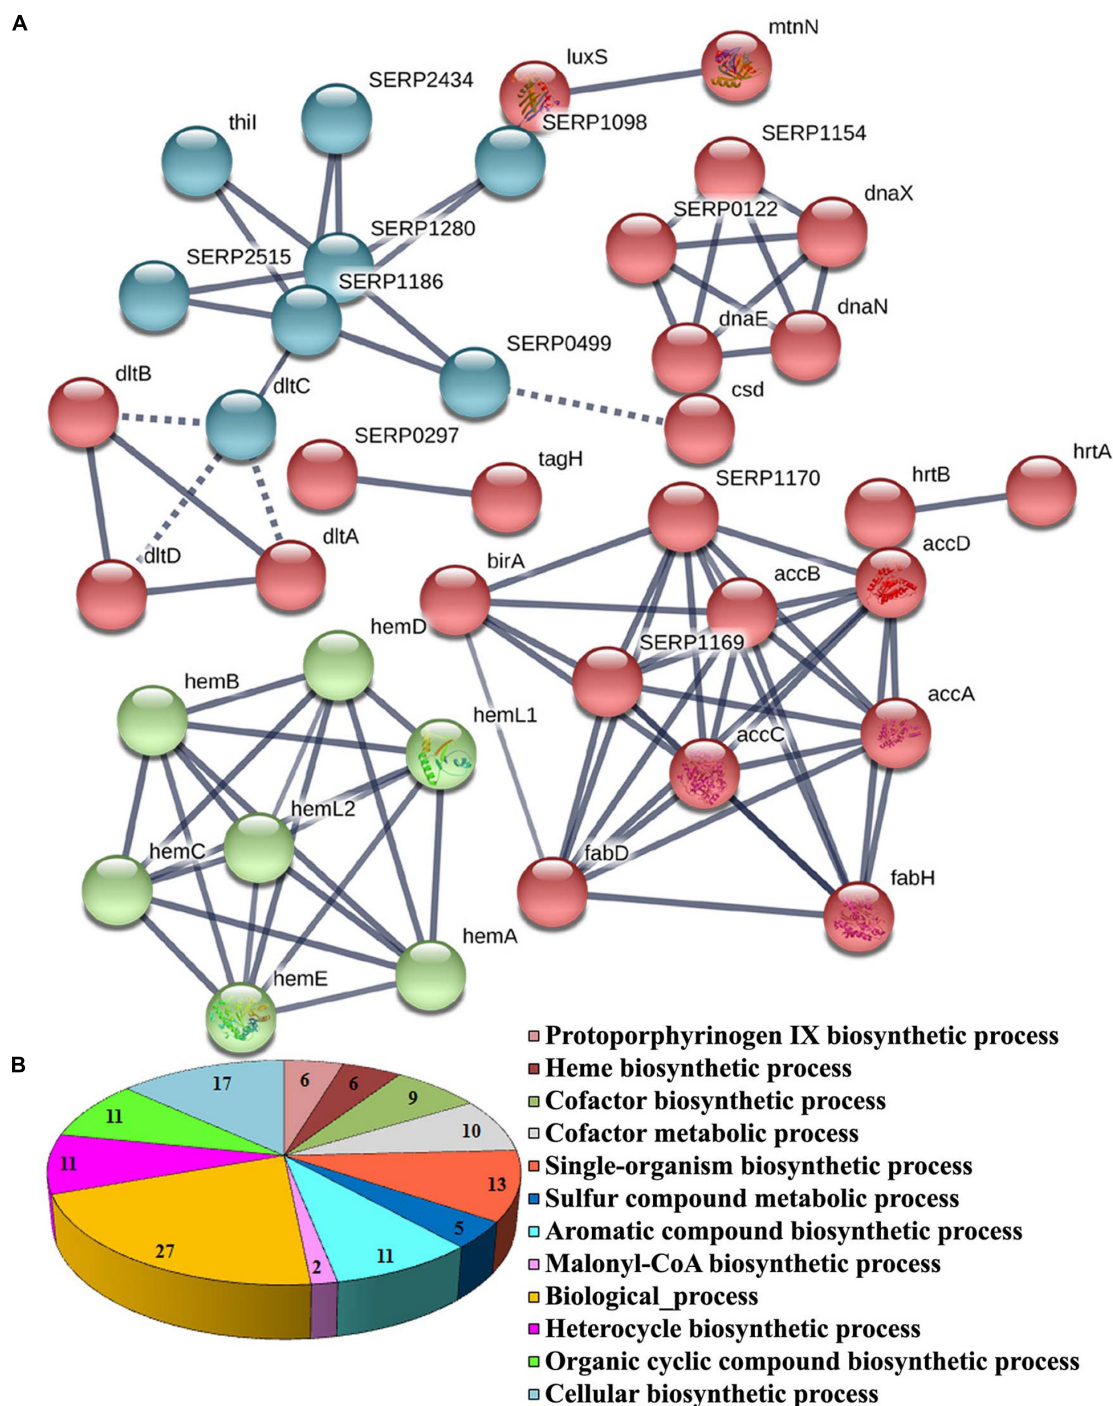 A
mtnN
luxS
SERP2434
SERP1098
thiI
SERP1154
dnaX
SERP0122
SERP1280
SERP2515
SERP1186
dnaN
dnaE
SERP0499
dltB
dltC
csd
SERP0297
tagH
hrtA
hrtB
SERP1170
dltA
dltD
accD
birA
accB
hemD
SERP1169
hemB
accA
hemL1
accC
hemL2
hemC
fabD
fabH
hemA
hemE
B
Protoporphyrinogen IX biosynthetic process
Heme biosynthetic process
Cofactor biosynthetic process
Cofactor metabolic process
Single-organism biosynthetic process
Sulfur compound metabolic process
Aromatic compound biosynthetic process
Malonyl-CoA biosynthetic process
Biological_process
Heterocycle biosynthetic process
Organic cyclic compound biosynthetic process
Cellular biosynthetic process
6
6
9
10
13
5
11
2
27
11
11
17